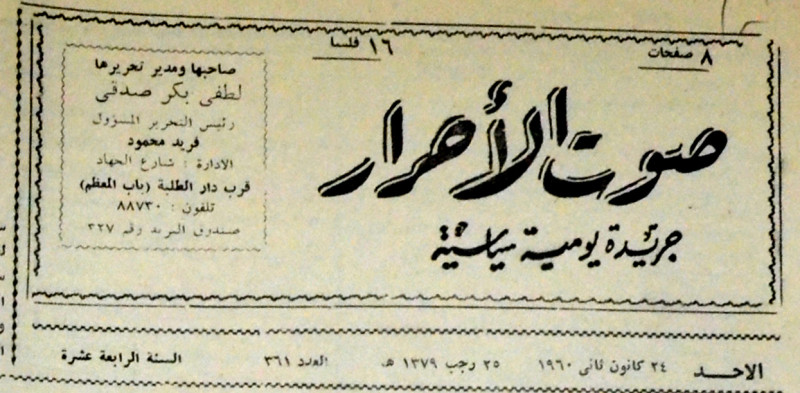 ٨ صفحات
١٦ فلسا
صوت الأحرار
جريدة يومية سياسية
صاحبها ومدير تحريرها
لطفي بكر صدقي
رئيس التحرير المسؤول
فريد محمود
الادارة : شارع الجهاد
قرب دار الطلبة (باب المعظم)
تلفون : ٨٨٧٣٠
صندوق البريد رقم ٣٢٧
الاحد ٢٤ كانون ثاني ١٩٦٠ ٢٥ رجب ١٣٧٩ هـ العدد ٣٦١ السنة الرابعة عشرة